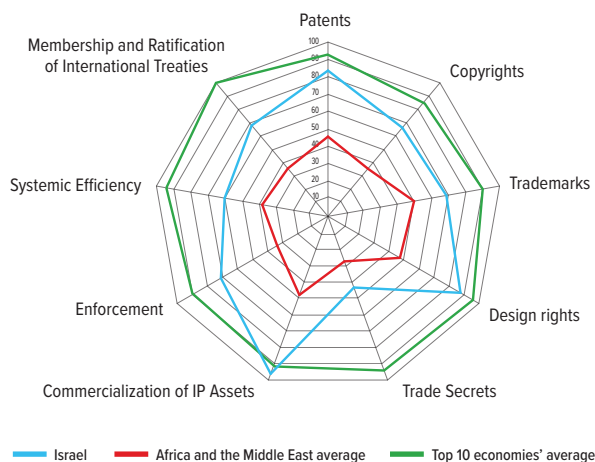 Patents
100
90
80
70
60
50
40
30
20
10
Copyrights
Trademarks
Design rights
Trade Secrets
Commercialization of IP Assets
Enforcement
Systemic Efficiency
Membership and Ratification
of International Treaties
Israel
Africa and the Middle East average
Top 10 economies' average